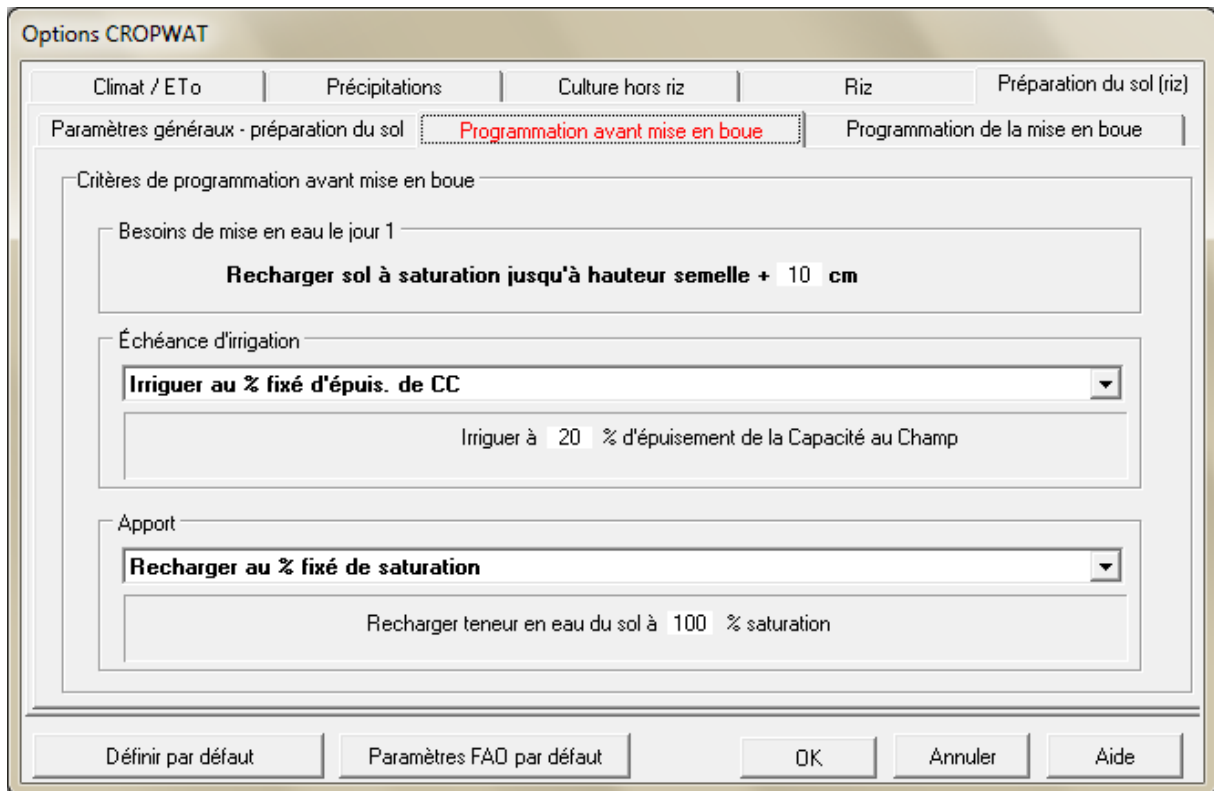 Options CROPWAT
Climat / ETo Précipitations Culture hors riz Riz Préparation du sol (riz)
Paramètres généraux - préparation du sol Programmation avant mise en boue Programmation de la mise en boue
Critères de programmation avant mise en boue
Besoins de mise en eau le jour 1
Recharger sol à saturation jusqu'à hauteur semelle + 10 cm
Échéance d'irrigation
Irriguer au % fixé d'épuis. de CC
Irriguer à 20 % d'épuisement de la Capacité au Champ
Apport
Recharger au % fixé de saturation
Recharger teneur en eau du sol à 100 % saturation
Définir par défaut Paramètres FAO par défaut OK Annuler Aide